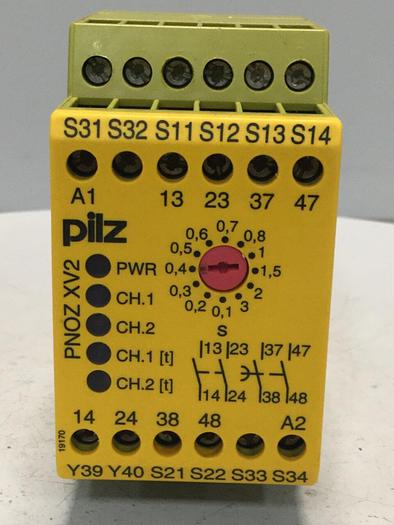 S31 S32 S11 S12 S13 S14
A1 13 23 37 47
pilz
PNOZ XV2
0,7 0,8
0,6 1
0,5 1,5
0,4 2
0,3 3
0,2 0,1
s
PWR
CH.1
CH.2
CH.1 [t]
CH.2 [t]
13 23 37 47
14 24 38 48
14 24 38 48 A2
19170
Y39 Y40 S21 S22 S33 S34